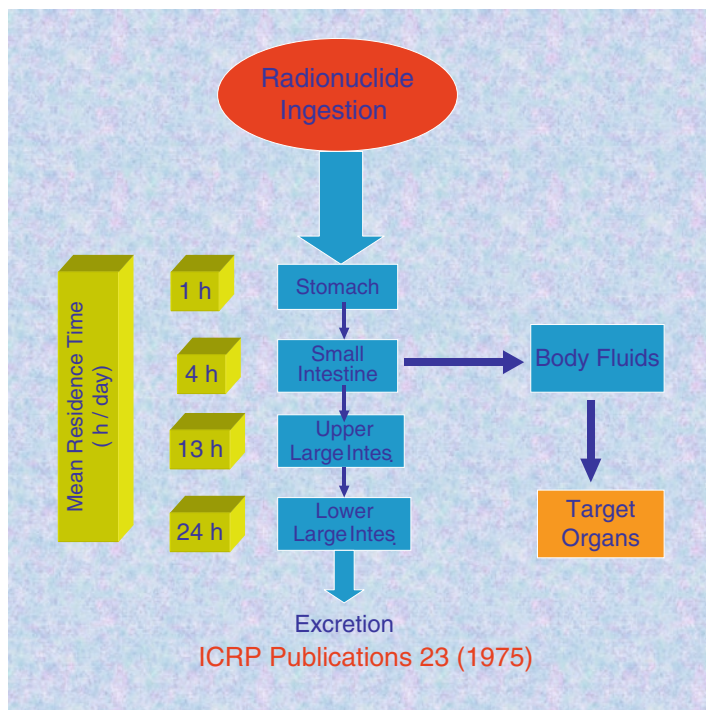 Radionuclide
Ingestion
Mean Residence Time
( h / day)
1 h
Stomach
4 h
Small
Intestine
Body Fluids
13 h
Upper
Large Intes.
24 h
Lower
Large Intes.
Target
Organs
Excretion
ICRP Publications 23 (1975)